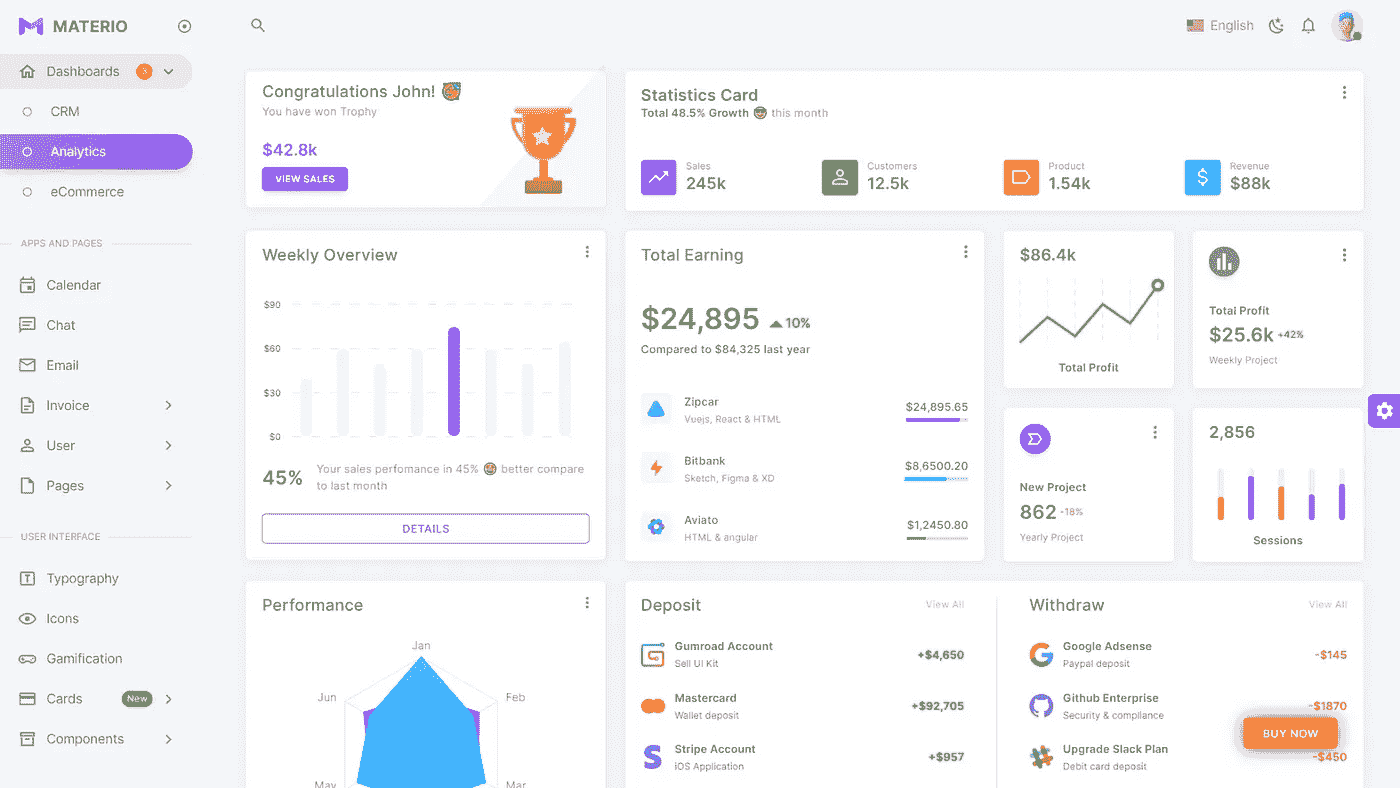 MATERIO
Dashboards 3
CRM
Analytics
eCommerce
APPS AND PAGES
Calendar
Chat
Email
Invoice
User
Pages
USER INTERFACE
Typography
Icons
Gamification
Cards New
Components
English
Congratulations John!
You have won Trophy
$42.8k
VIEW SALES
Statistics Card
Total 48.5% Growth 😎 this month
Sales
245k
Customers
12.5k
Product
1.54k
Revenue
$88k
Weekly Overview
$90
$60
$30
$0
45%
Your sales perfomance in 45% better compare
to last month
DETAILS
Total Earning
$24,895 10%
Compared to $84,325 last year
Zipcar
Vuejs, React & HTML
$24,895.65
Bitbank
Sketch, Figma & XD
$8,6500.20
Aviato
HTML & angular
$1,2450.80
$86.4k
Total Profit
Total Profit
$25.6k +42%
Weekly Project
New Project
862 -18%
Yearly Project
2,856
Sessions
Performance
Jan
Jun
Feb
May
Mar
Deposit
View All
Gumroad Account
Sell UI Kit
+$4,650
Mastercard
Wallet deposit
+$92,705
Stripe Account
iOS Application
+$957
Withdraw
View All
Google Adsense
Paypal deposit
-$145
Github Enterprise
Security & compliance
-$1870
Upgrade Slack Plan
Debit card deposit
-$450
BUY NOW